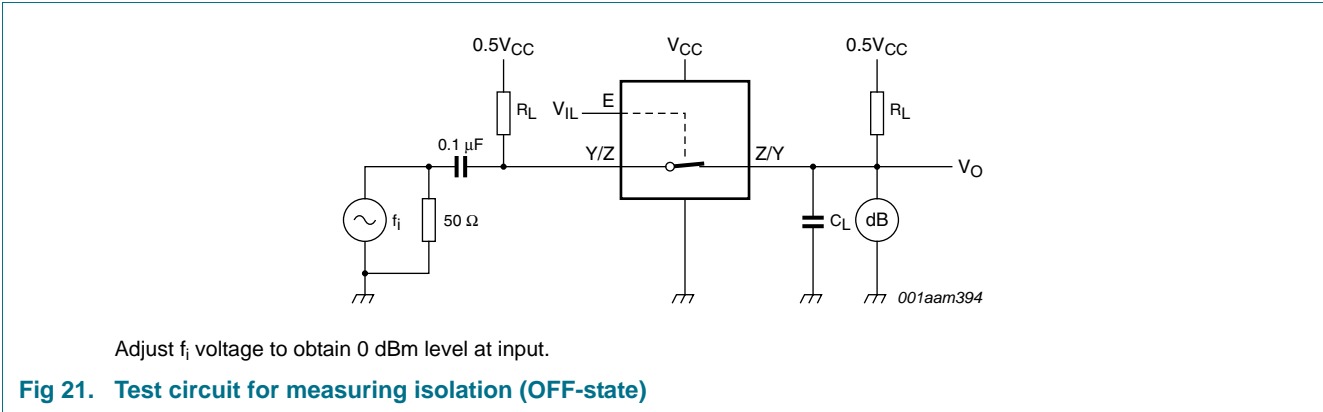 0.5VCC
VCC
0.5VCC
RL
E
VIL
RL
0.1 μF
Y/Z
Z/Y
VO
fi
50 Ω
CL
dB
001aam394
Adjust fi voltage to obtain 0 dBm level at input.
Fig 21. Test circuit for measuring isolation (OFF-state)